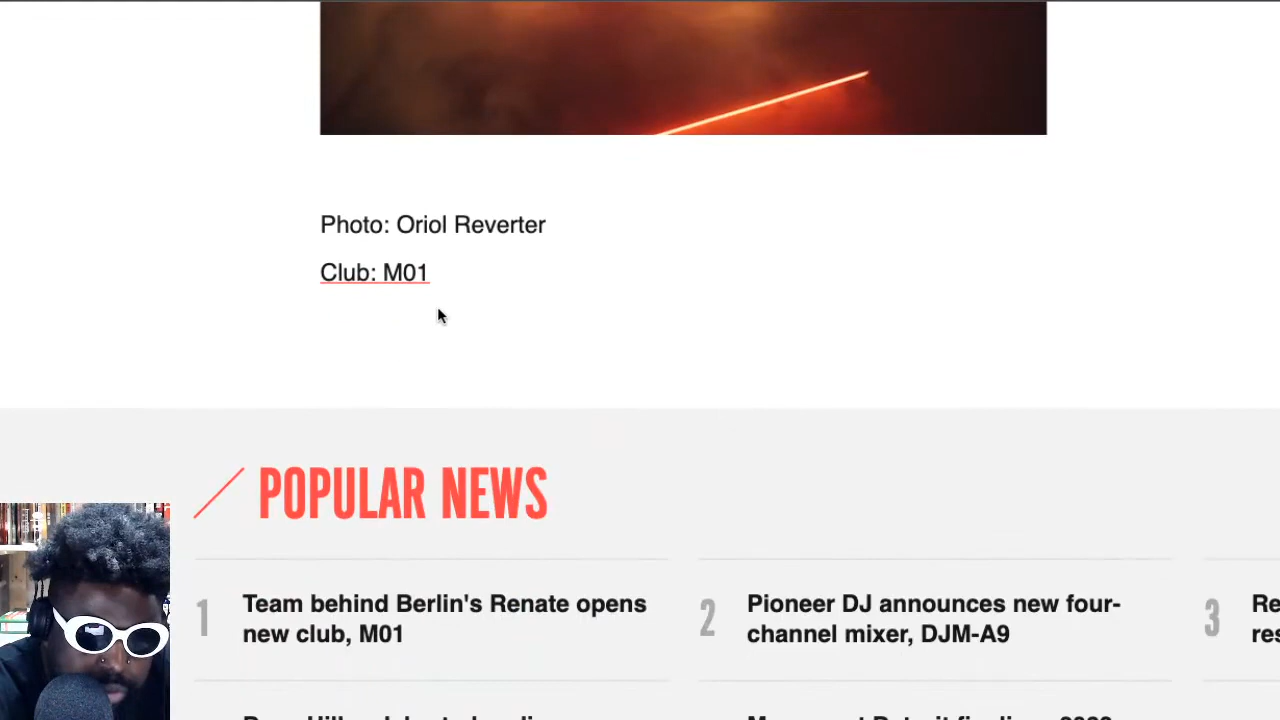 Photo: Oriol Reverter
Club: M01
POPULAR NEWS
1
Team behind Berlin's Renate opens
new club, M01
2
Pioneer DJ announces new four-
channel mixer, DJM-A9
3